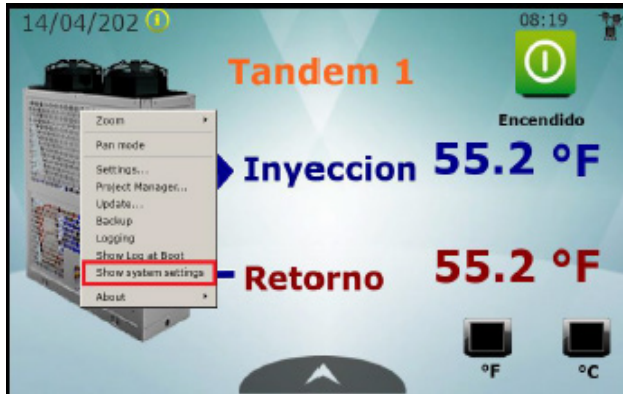 14/04/202
08:19
Tandem 1
Encendido
Zoom
Pan mode
Settings...
Project Manager...
Update...
Backup
Logging
Show Log at Boot
Show system settings
About
Inyeccion 55.2 °F
Retorno 55.2 °F
°F °C